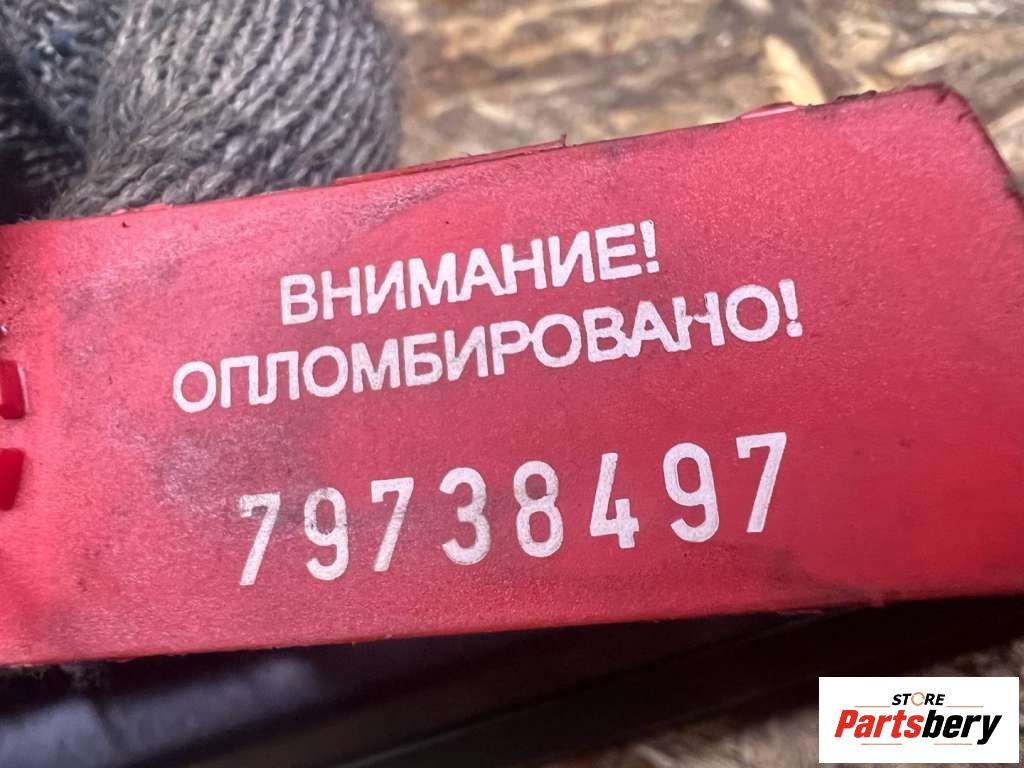 ВНИМАНИЕ!
ОПЛОМБИРОВАНО!
79738497
STORE
Partsbery